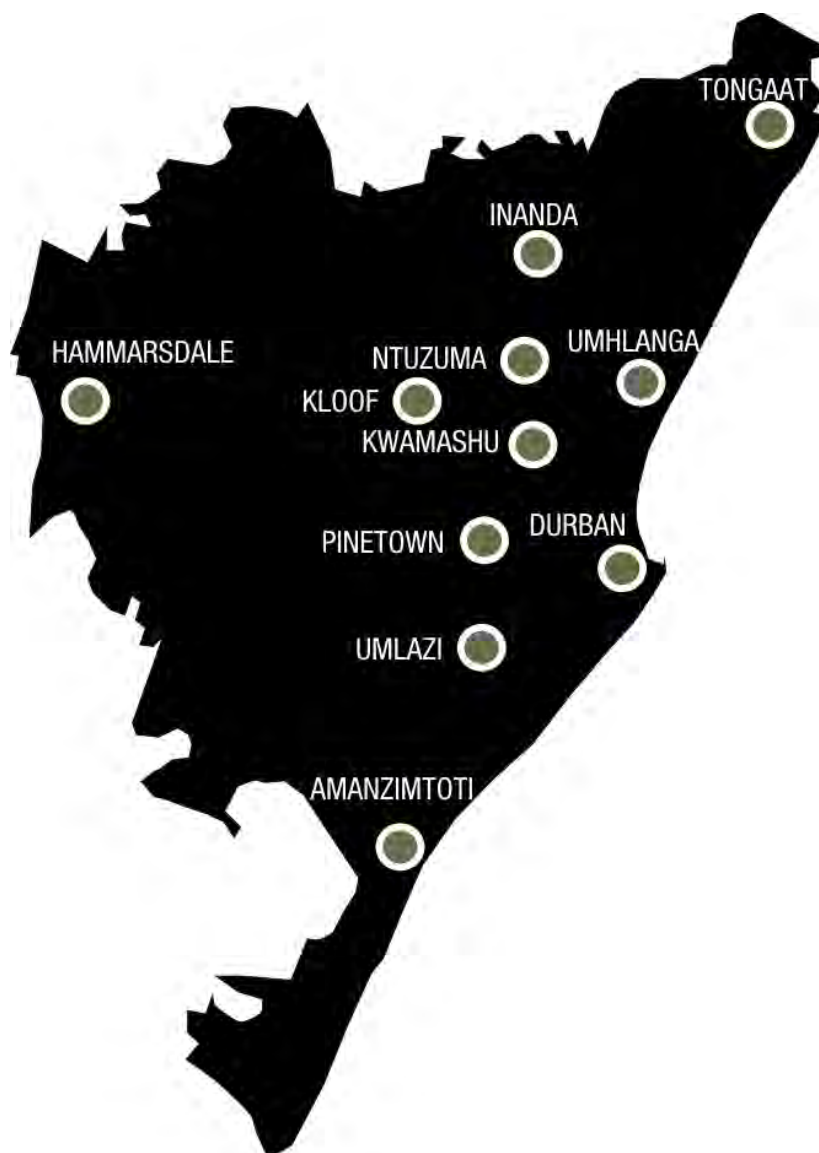 TONGAAT
INANDA
UMHLANGA
HAMMARSDALE
NTUZUMA
KLOOF
KWAMASHU
DURBAN
PINETOWN
UMLAZI
AMANZIMTOTI